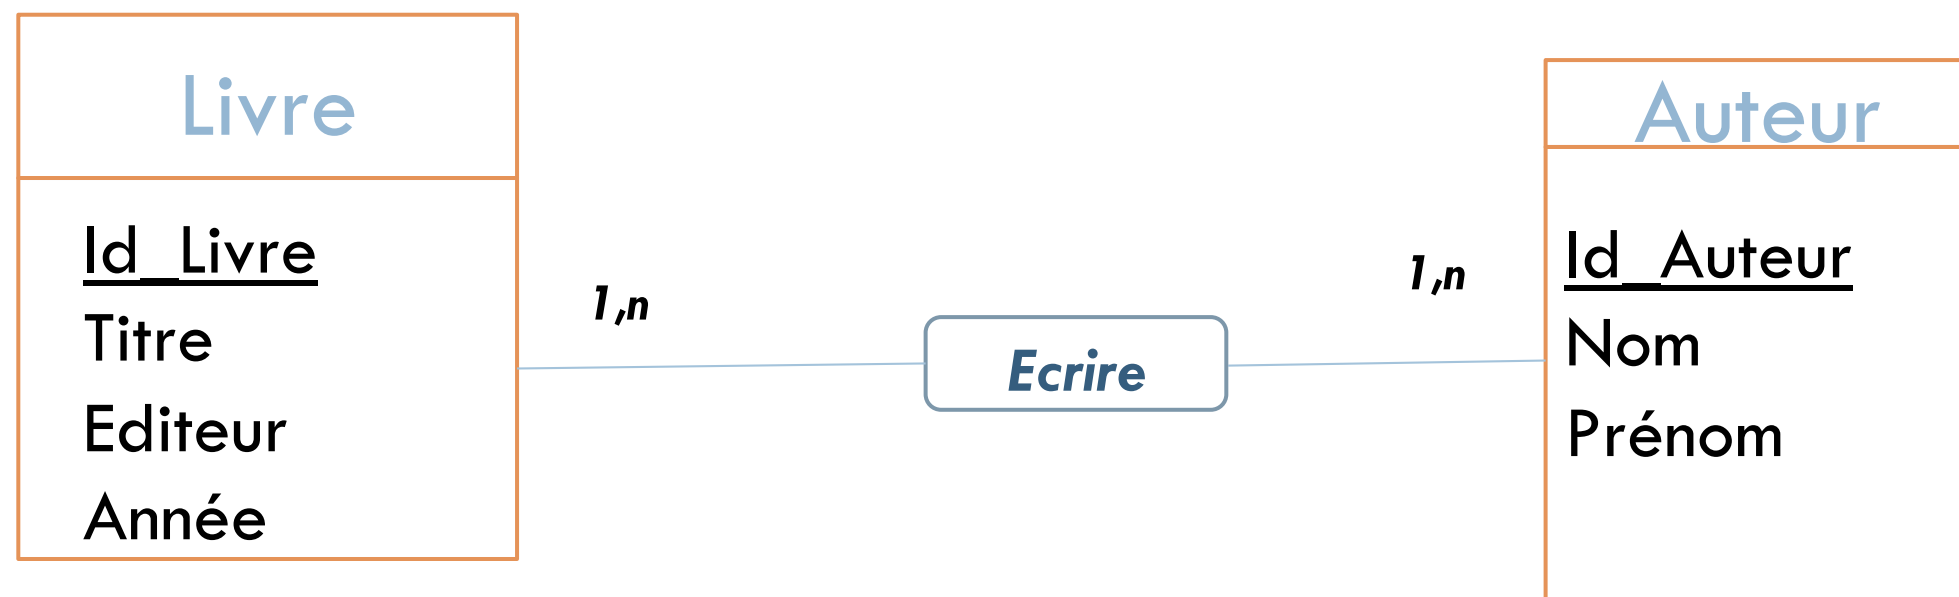 Livre
Id_Livre
Titre
Editeur
Année
1,n
Ecrire
1,n
Auteur
Id_Auteur
Nom
Prénom